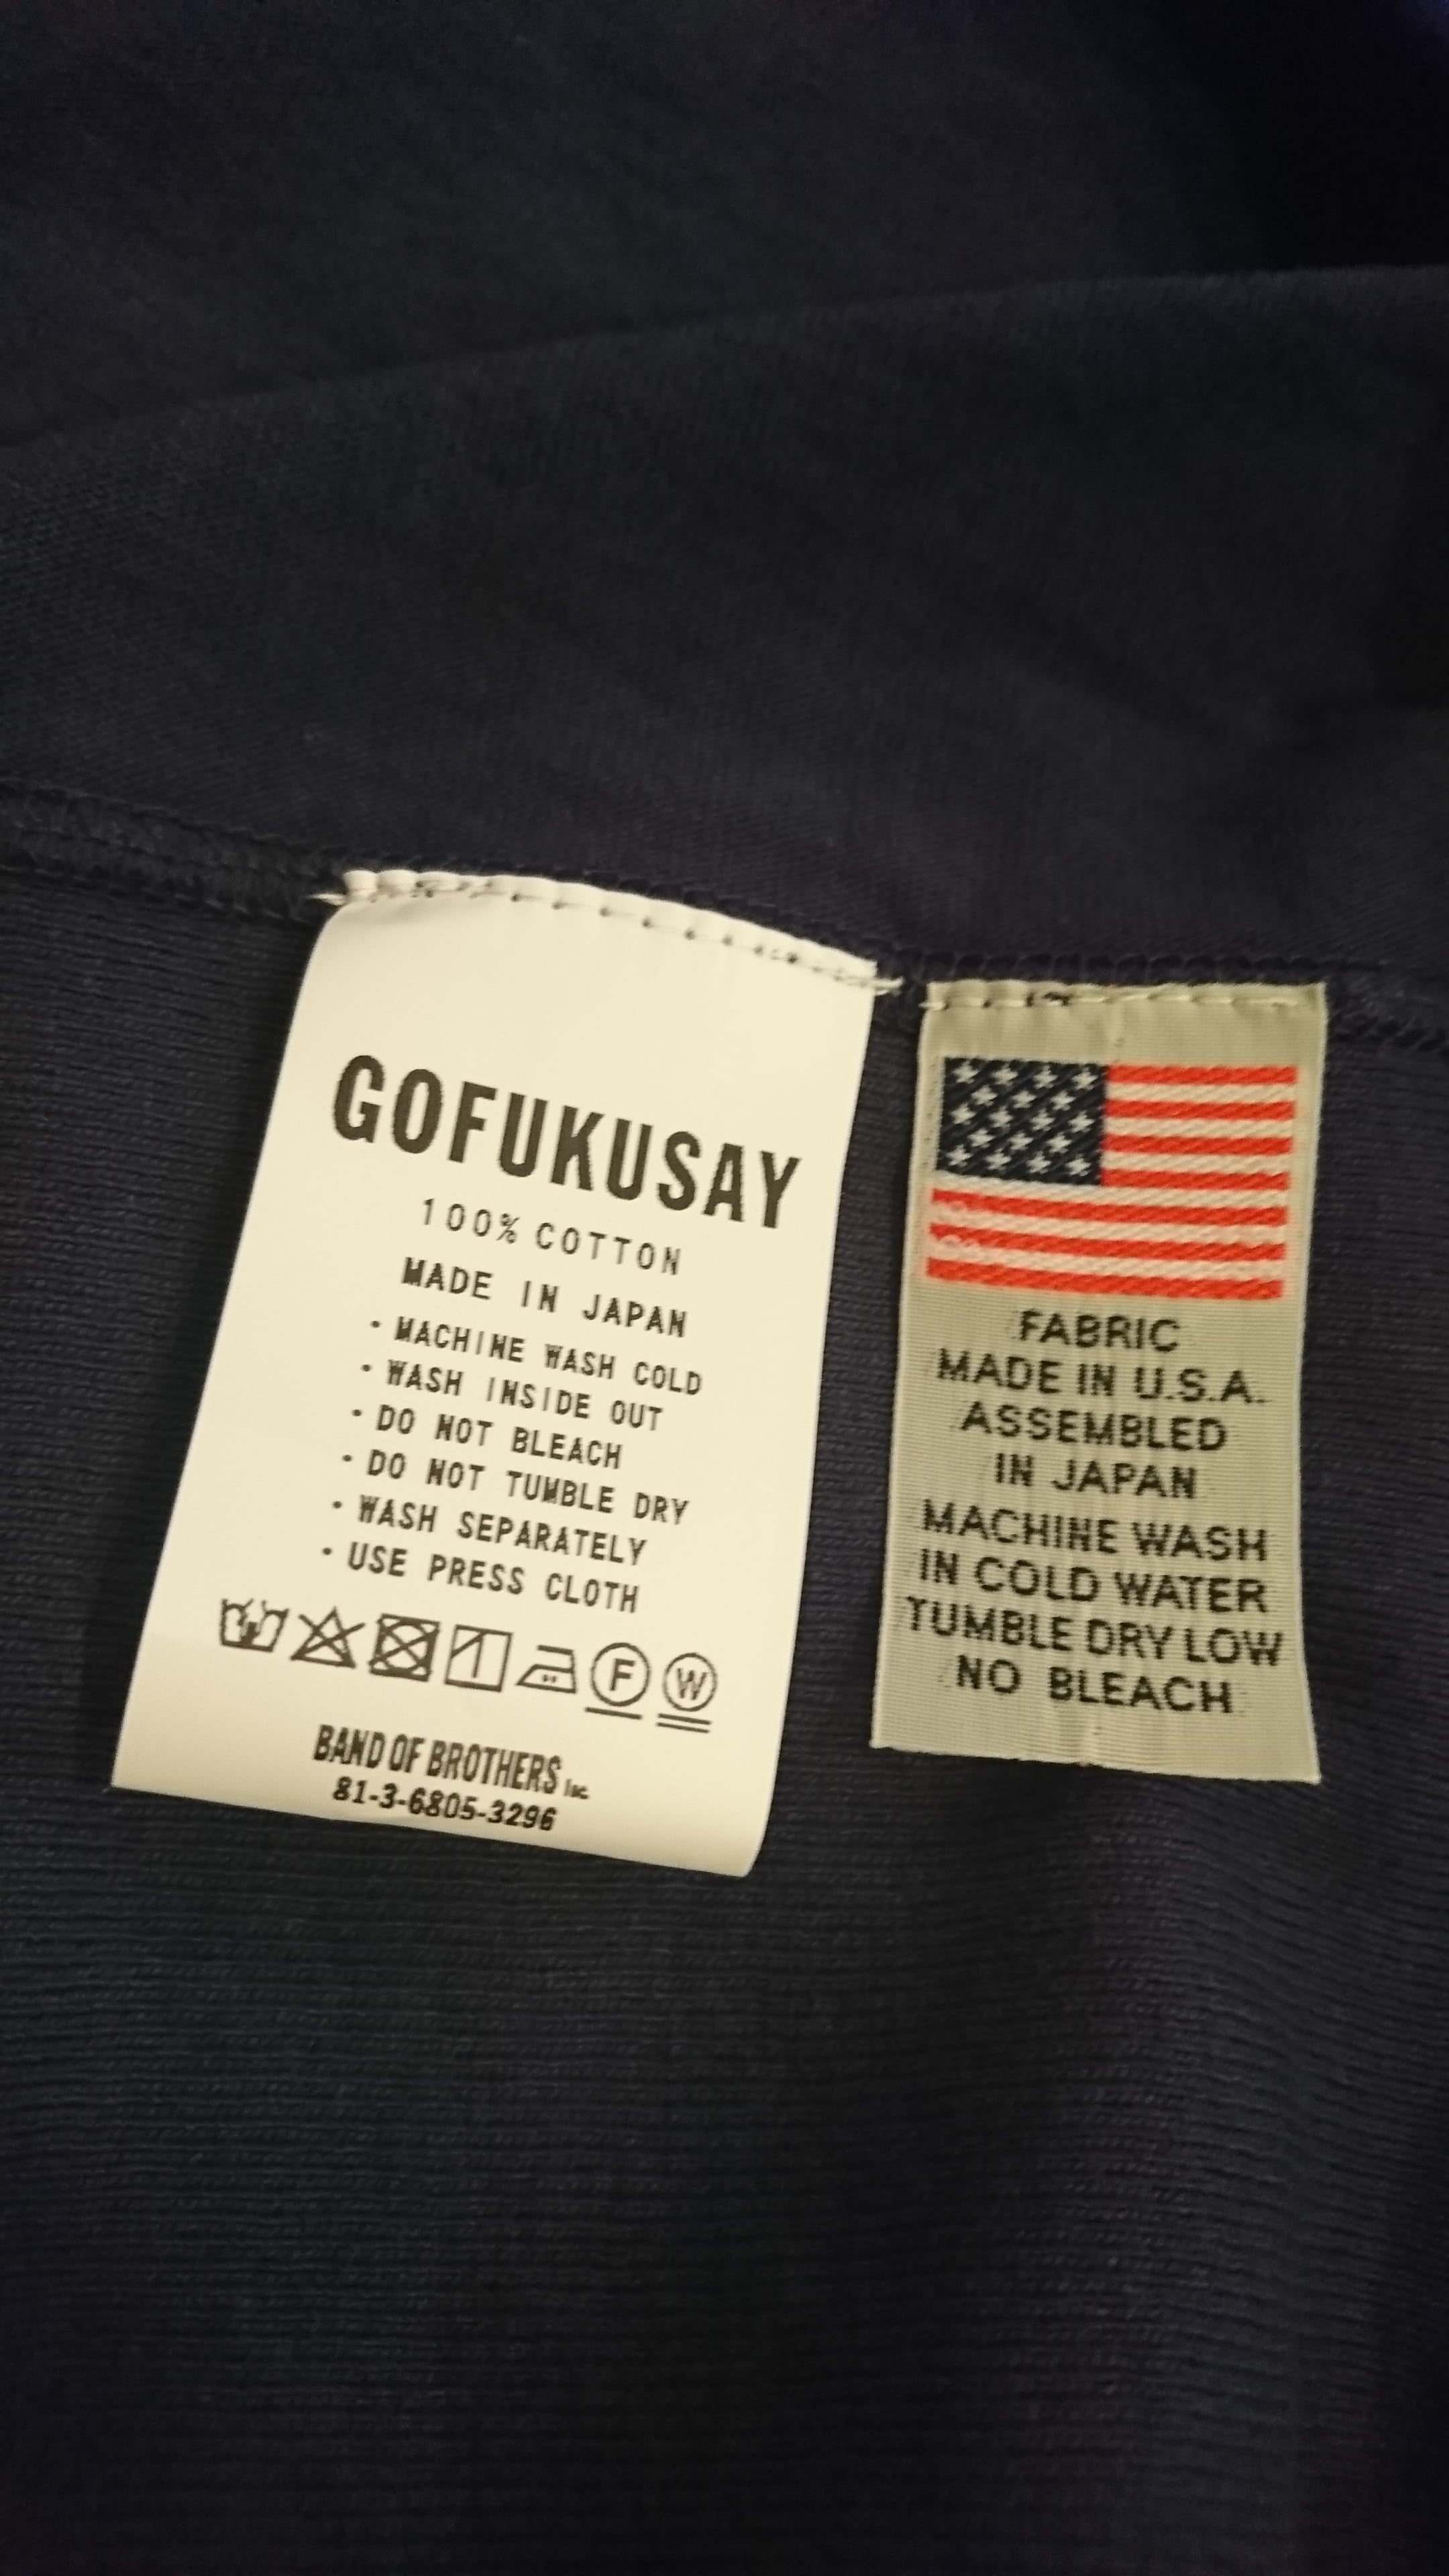 GOFUKUSAY
100% COTTON
MADE IN JAPAN
・MACHINE WASH COLD
・WASH INSIDE OUT
・DO NOT BLEACH
・DO NOT TUMBLE DRY
・WASH SEPARATELY
・USE PRESS CLOTH
F W
BAND OF BROTHERS Inc.
81-3-6805-3296
FABRIC
MADE IN U.S.A.
ASSEMBLED
IN JAPAN
MACHINE WASH
IN COLD WATER
TUMBLE DRY LOW
NO BLEACH